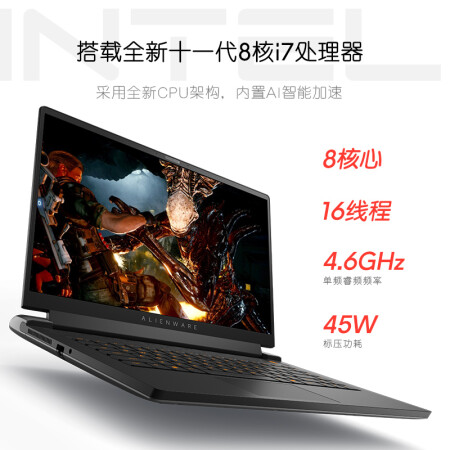 INTEL
搭载全新十一代8核i7处理器
采用全新CPU架构，内置AI智能加速
8核心
16线程
4.6GHz
单频睿频频率
45W
标压功耗
ALIENWARE